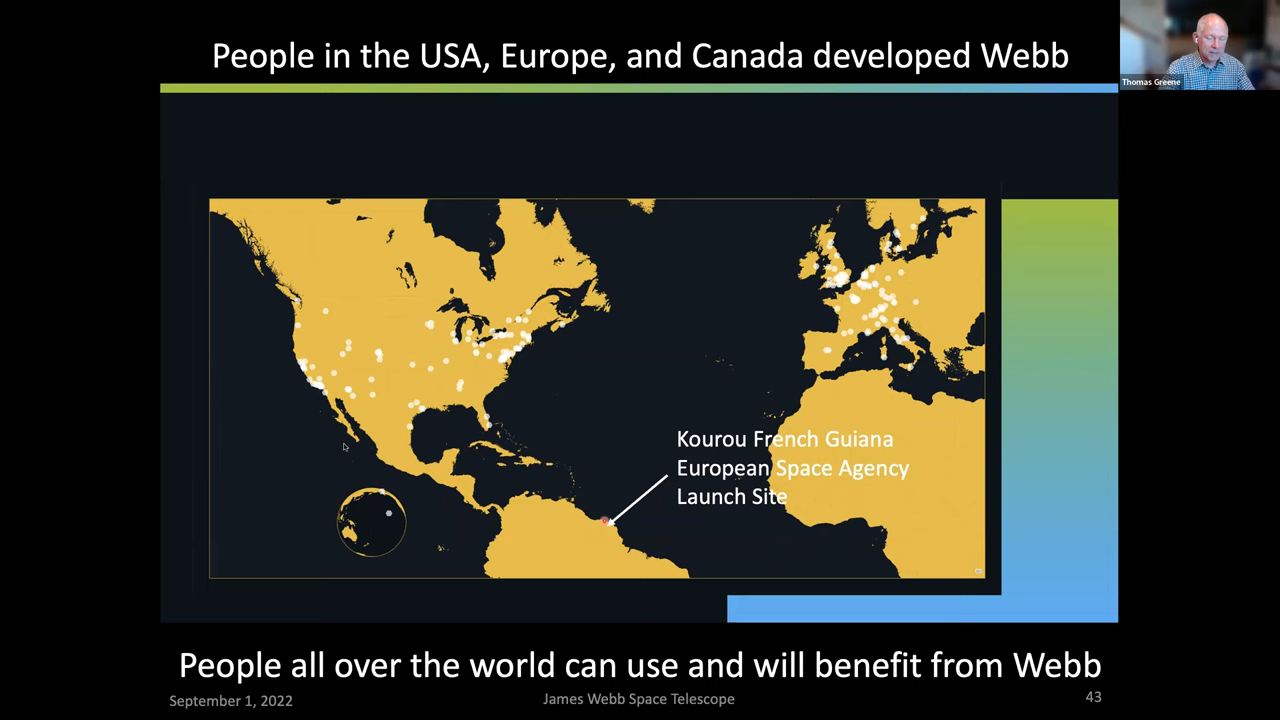 People in the USA, Europe, and Canada developed Webb
Thomas Greene
Kourou French Guiana
European Space Agency
Launch Site
People all over the world can use and will benefit from Webb
September 1, 2022
James Webb Space Telescope
43